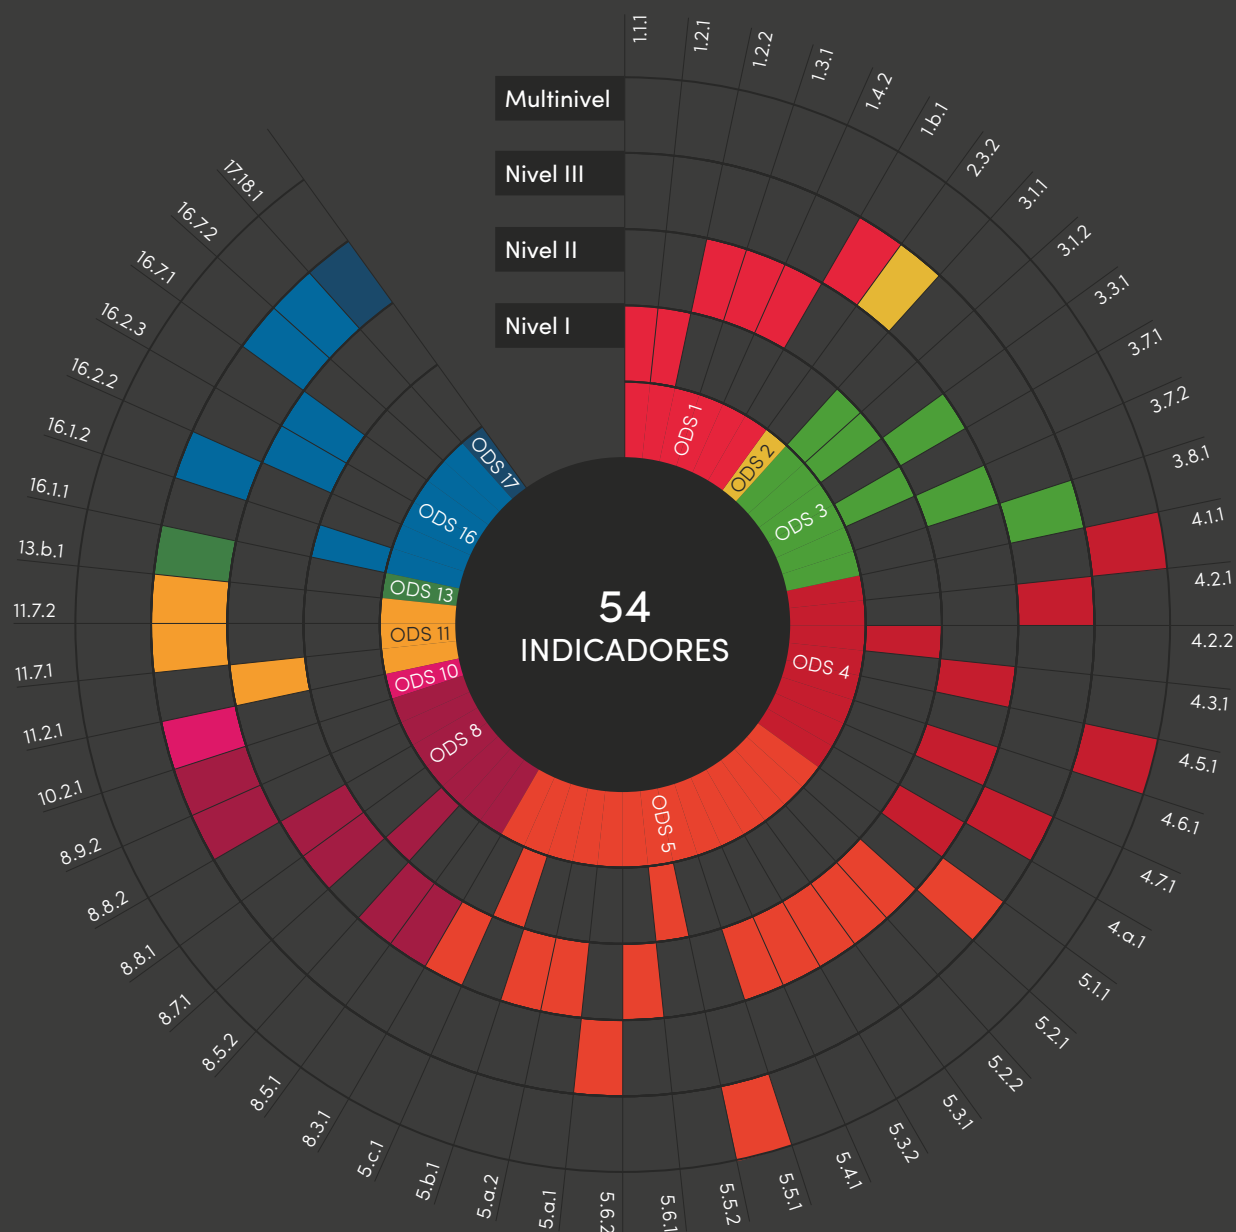 Multinivel
Nivel III
Nivel II
Nivel I
1.1.1
1.2.1
1.2.2
1.3.1
1.4.2
1.b.1
2.3.2
3.1.1
3.1.2
3.3.1
3.7.1
3.7.2
3.8.1
4.1.1
4.2.1
4.2.2
4.3.1
4.5.1
4.6.1
4.7.1
4.a.1
5.1.1
5.2.1
5.2.2
5.3.1
5.3.2
5.4.1
5.5.1
5.5.2
5.6.1
5.6.2
5.a.1
5.a.2
5.b.1
5.c.1
8.3.1
8.5.1
8.5.2
8.7.1
8.8.1
8.8.2
8.9.2
10.2.1
11.2.1
11.7.1
11.7.2
13.b.1
16.1.1
16.1.2
16.2.2
16.2.3
16.7.1
16.7.2
17.18.1
ODS 1
ODS 2
ODS 3
ODS 4
ODS 5
ODS 8
ODS 10
ODS 11
ODS 13
ODS 16
ODS 17
54
INDICADORES